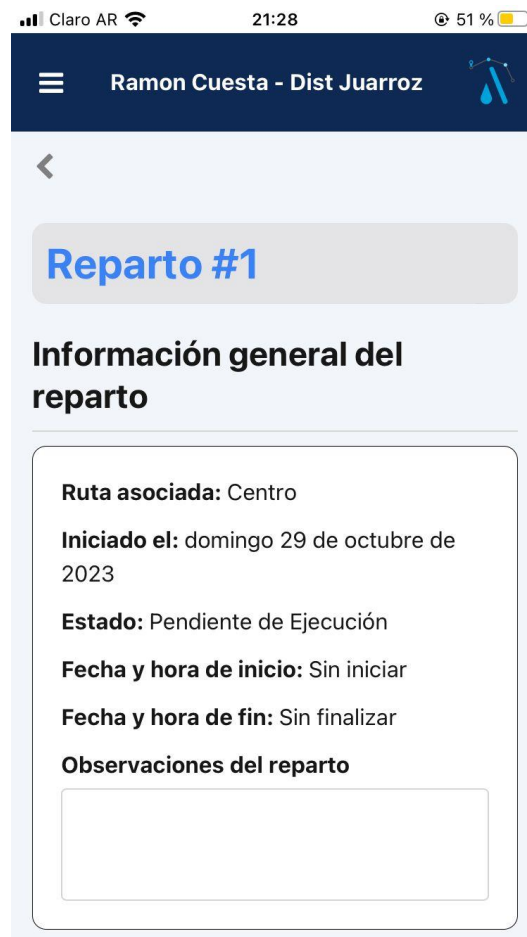 Claro AR 21:28 51 %
Ramon Cuesta - Dist Juarroz
Reparto #1
Información general del
reparto
Ruta asociada: Centro
Iniciado el: domingo 29 de octubre de
2023
Estado: Pendiente de Ejecución
Fecha y hora de inicio: Sin iniciar
Fecha y hora de fin: Sin finalizar
Observaciones del reparto